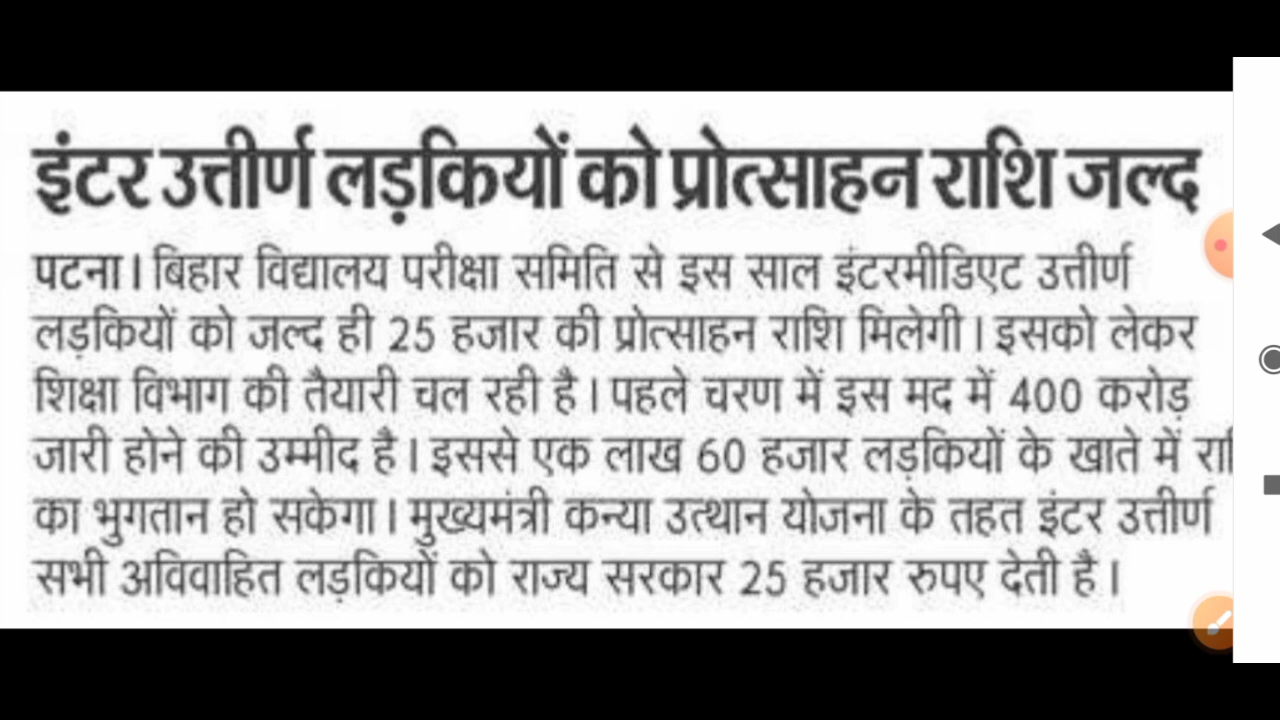 इंटर उत्तीर्ण लड़कियों को प्रोत्साहन राशि जल्द
पटना। बिहार विद्यालय परीक्षा समिति से इस साल इंटरमीडिएट उत्तीर्ण
लड़कियों को जल्द ही 25 हजार की प्रोत्साहन राशि मिलेगी। इसको लेकर
शिक्षा विभाग की तैयारी चल रही है। पहले चरण में इस मद में 400 करोड़
जारी होने की उम्मीद है। इससे एक लाख 60 हजार लड़कियों के खाते में
का भुगतान हो सकेगा। मुख्यमंत्री कन्या उत्थान योजना के तहत इंटर उत्तीर्ण
सभी अविवाहित लड़कियों को राज्य सरकार 25 हजार रुपए देती है।